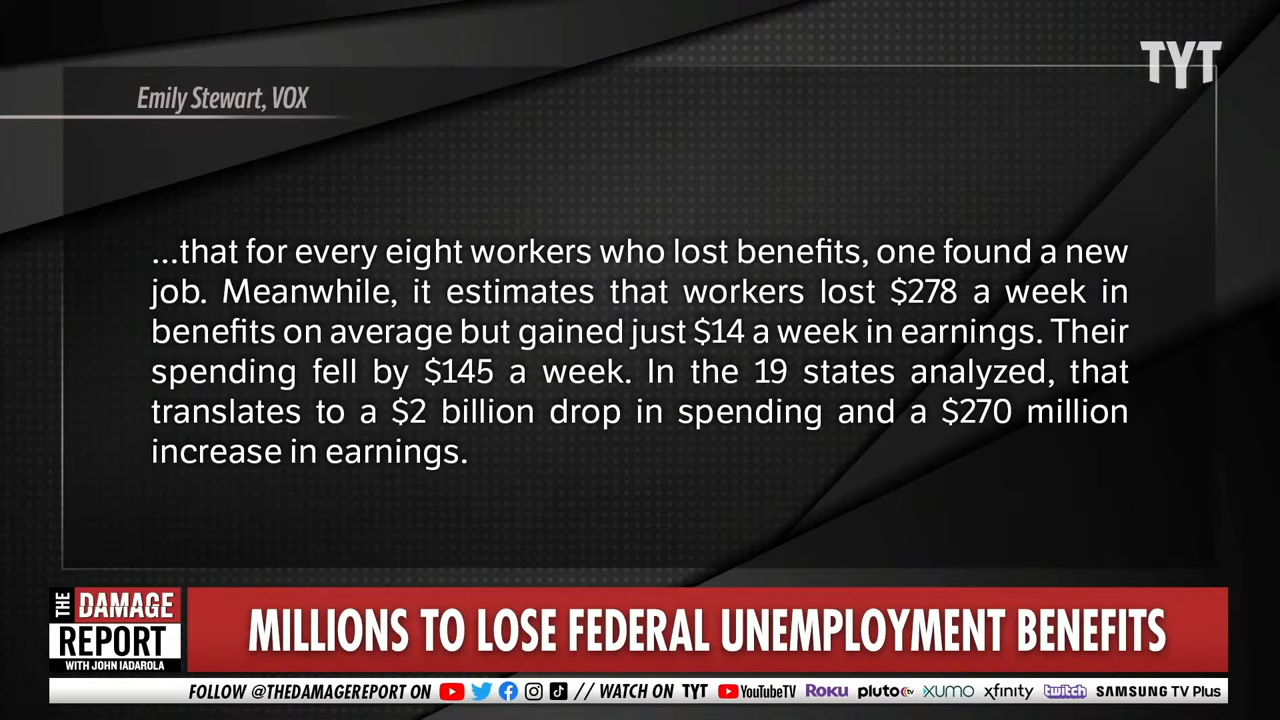 TYT
Emily Stewart, VOX
...that for every eight workers who lost benefits, one found a new
job. Meanwhile, it estimates that workers lost $278 a week in
benefits on average but gained just $14 a week in earnings. Their
spending fell by $145 a week. In the 19 states analyzed, that
translates to a $2 billion drop in spending and a $270 million
increase in earnings.
THE DAMAGE
REPORT
WITH JOHN IADAROLA
MILLIONS TO LOSE FEDERAL UNEMPLOYMENT BENEFITS
FOLLOW @THEDAMAGEREPORT ON // WATCH ON TYT YouTubeTV ROKU pluto tv XUMO xfinity twitch SAMSUNG TV Plus